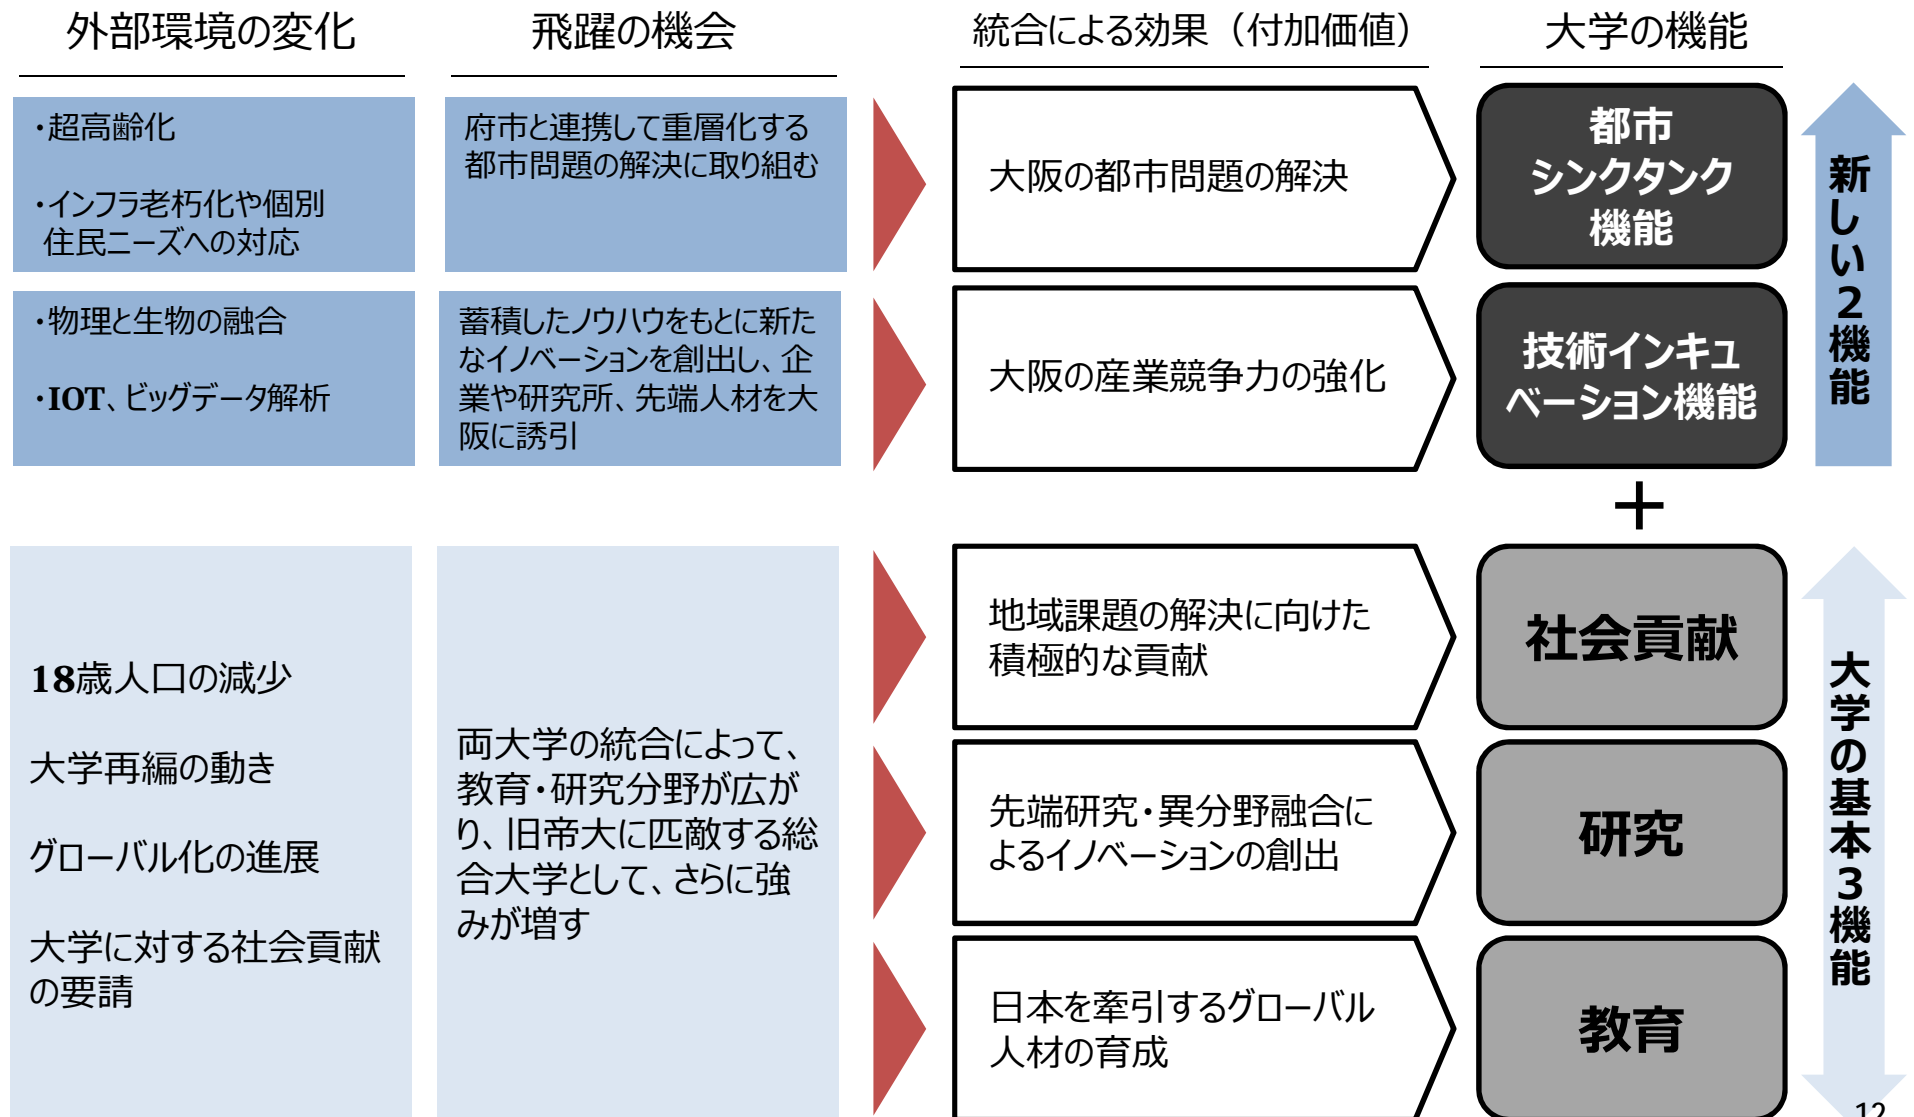 外部環境の変化
飛躍の機会
統合による効果（付加価値）
大学の機能
・超高齢化
・インフラ老朽化や個別
住民ニーズへの対応
府市と連携して重層化する
都市問題の解決に取り組む
大阪の都市問題の解決
都市
シンクタンク
機能
・物理と生物の融合
・IOT、ビッグデータ解析
蓄積したノウハウをもとに新た
なイノベーションを創出し、企
業や研究所、先端人材を大
阪に誘引
大阪の産業競争力の強化
技術インキュ
ベーション機能
新しい２機能
＋
18歳人口の減少
大学再編の動き
グローバル化の進展
大学に対する社会貢献
の要請
両大学の統合によって、
教育・研究分野が広が
り、旧帝大に匹敵する総
合大学として、さらに強
みが増す
地域課題の解決に向けた
積極的な貢献
社会貢献
先端研究・異分野融合に
よるイノベーションの創出
研究
日本を牽引するグローバル
人材の育成
教育
大学の基本３機能
12